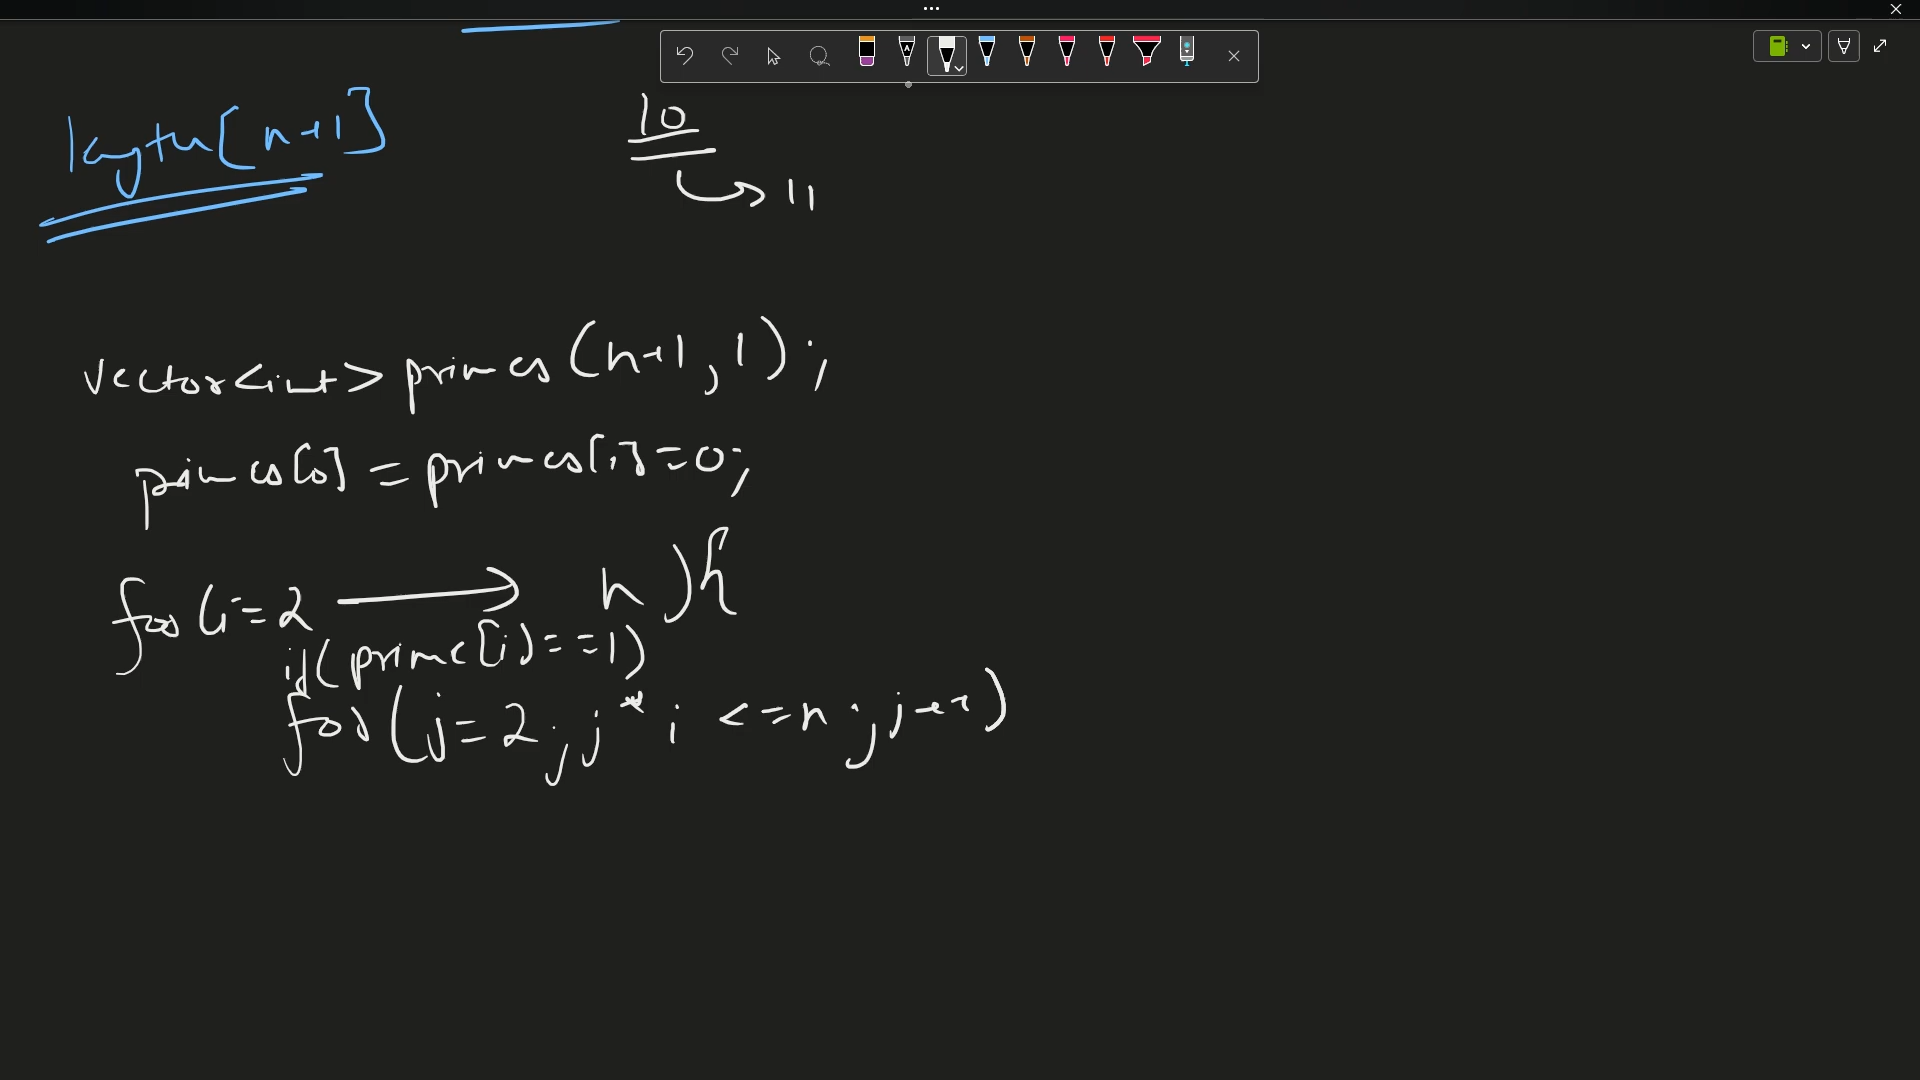 length[n+1]
10
11
vector<int> primes(n+1, 1);
primes[0] = primes[1] = 0;
for(i=2 → n){
if(prime[i]==1)
for(j=2; j*i <=n; j++)